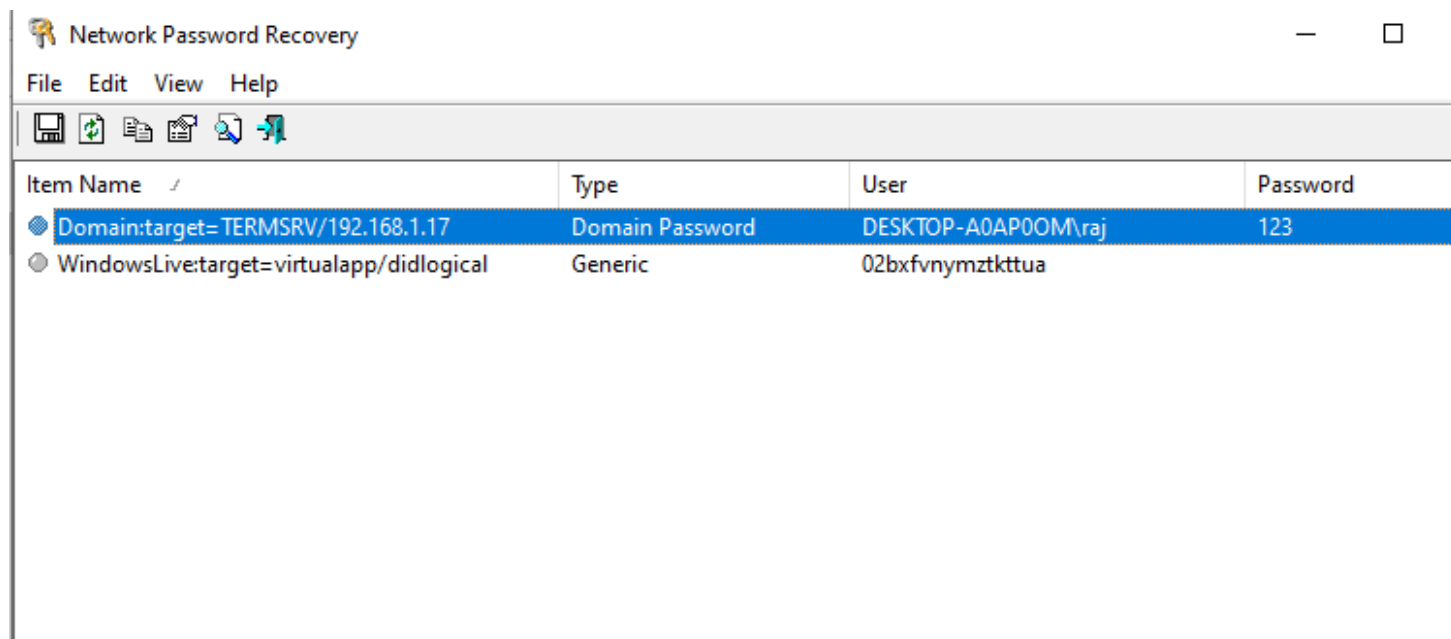 Network Password Recovery
File Edit View Help
Item Name Type User Password
Domain:target=TERMSRV/192.168.1.17 Domain Password DESKTOP-A0AP0OM\raj 123
WindowsLive:target=virtualapp/didlogical Generic 02bxfvnymztkttua